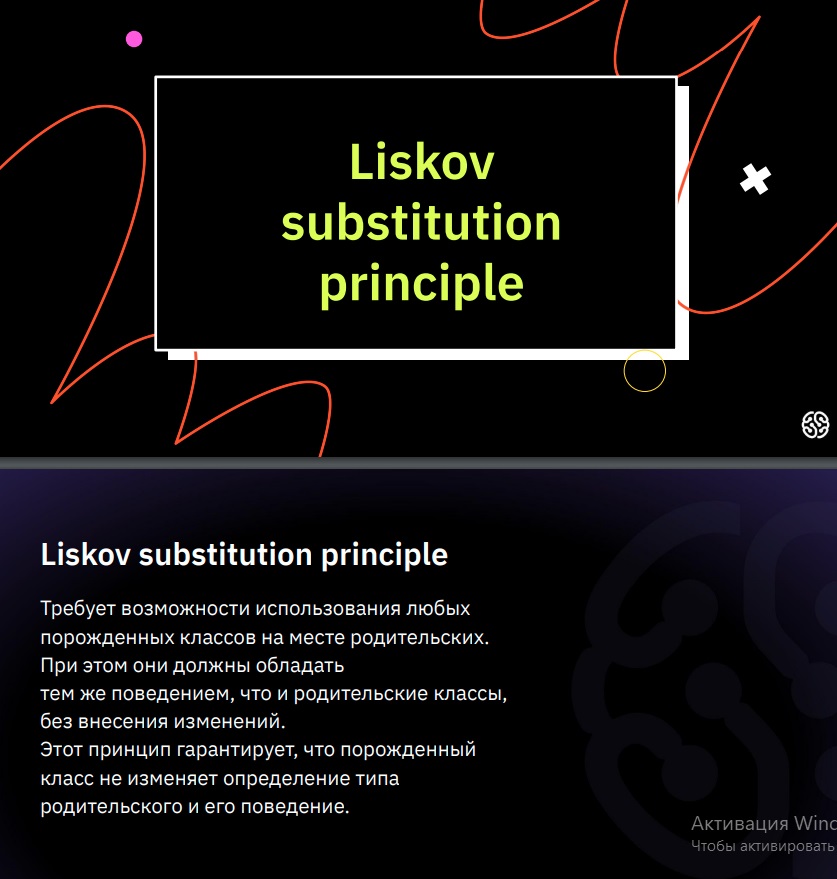 Liskov
substitution
principle
Liskov substitution principle
Требует возможности использования любых
порожденных классов на месте родительских.
При этом они должны обладать
тем же поведением, что и родительские классы,
без внесения изменений.
Этот принцип гарантирует, что порожденный
класс не изменяет определение типа
родительского и его поведение.
Активация
Чтобы активировать